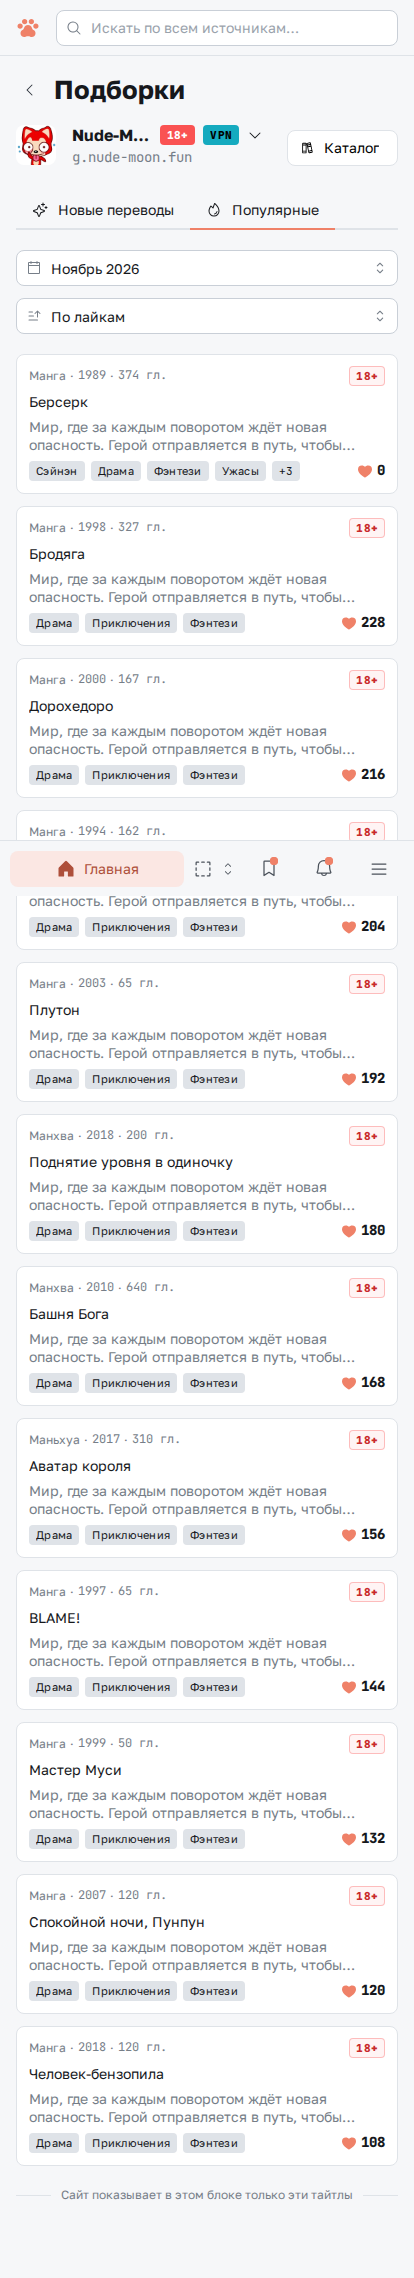 Искать по всем источникам...
Подборки
Nude-M... 18+ VPN
g.nude-moon.fun
Каталог
Новые переводы
Популярные
Ноябрь 2026
По лайкам
Манга · 1989 · 374 гл. 18+
Берсерк
Мир, где за каждым поворотом ждёт новая
опасность. Герой отправляется в путь, чтобы...
Сэйнэн Драма Фэнтези Ужасы +3 0
Манга · 1998 · 327 гл. 18+
Бродяга
Мир, где за каждым поворотом ждёт новая
опасность. Герой отправляется в путь, чтобы...
Драма Приключения Фэнтези 228
Манга · 2000 · 167 гл. 18+
Дорохедоро
Мир, где за каждым поворотом ждёт новая
опасность. Герой отправляется в путь, чтобы...
Драма Приключения Фэнтези 216
Манга · 1994 · 162 гл. 18+
Главная
опасность. Герой отправляется в путь, чтобы...
Драма Приключения Фэнтези 204
Манга · 2003 · 65 гл. 18+
Плутон
Мир, где за каждым поворотом ждёт новая
опасность. Герой отправляется в путь, чтобы...
Драма Приключения Фэнтези 192
Манхва · 2018 · 200 гл. 18+
Поднятие уровня в одиночку
Мир, где за каждым поворотом ждёт новая
опасность. Герой отправляется в путь, чтобы...
Драма Приключения Фэнтези 180
Манхва · 2010 · 640 гл. 18+
Башня Бога
Мир, где за каждым поворотом ждёт новая
опасность. Герой отправляется в путь, чтобы...
Драма Приключения Фэнтези 168
Маньхуа · 2017 · 310 гл. 18+
Аватар короля
Мир, где за каждым поворотом ждёт новая
опасность. Герой отправляется в путь, чтобы...
Драма Приключения Фэнтези 156
Манга · 1997 · 65 гл. 18+
BLAME!
Мир, где за каждым поворотом ждёт новая
опасность. Герой отправляется в путь, чтобы...
Драма Приключения Фэнтези 144
Манга · 1999 · 50 гл. 18+
Мастер Муси
Мир, где за каждым поворотом ждёт новая
опасность. Герой отправляется в путь, чтобы...
Драма Приключения Фэнтези 132
Манга · 2007 · 120 гл. 18+
Спокойной ночи, Пунпун
Мир, где за каждым поворотом ждёт новая
опасность. Герой отправляется в путь, чтобы...
Драма Приключения Фэнтези 120
Манга · 2018 · 120 гл. 18+
Человек-бензопила
Мир, где за каждым поворотом ждёт новая
опасность. Герой отправляется в путь, чтобы...
Драма Приключения Фэнтези 108
Сайт показывает в этом блоке только эти тайтлы